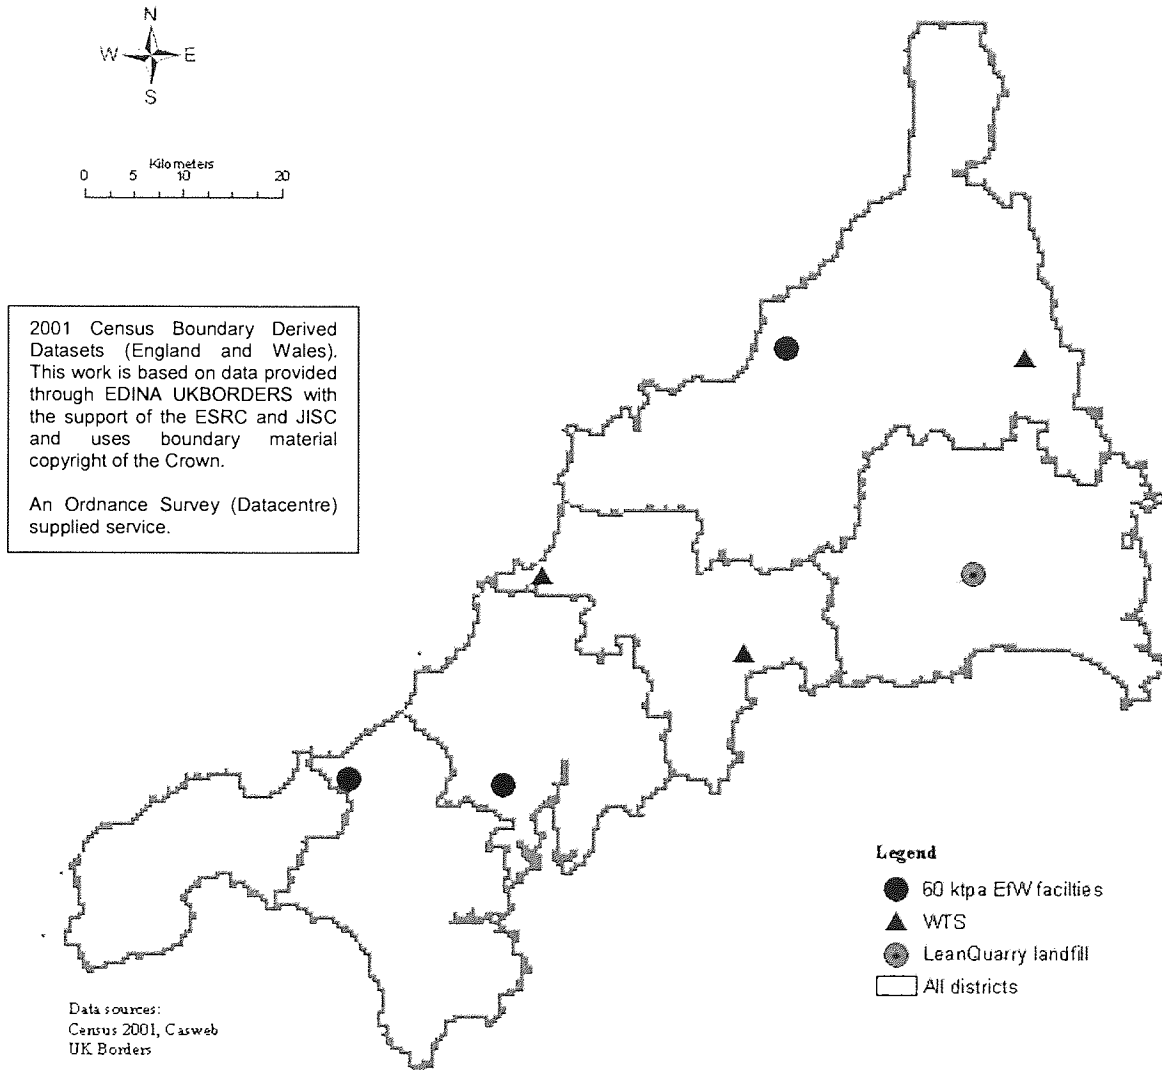 N
W E
S
Kilometers
0 5 10 20
2001 Census Boundary Derived
Datasets (England and Wales).
This work is based on data provided
through EDINA UKBORDERS with
the support of the ESRC and JISC
and uses boundary material
copyright of the Crown.
An Ordnance Survey (Datacentre)
supplied service.
Legend
60 ktpa EfW facilties
WTS
LeanQuarry landfill
All districts
Data sources:
Census 2001, Casweb
UK Borders